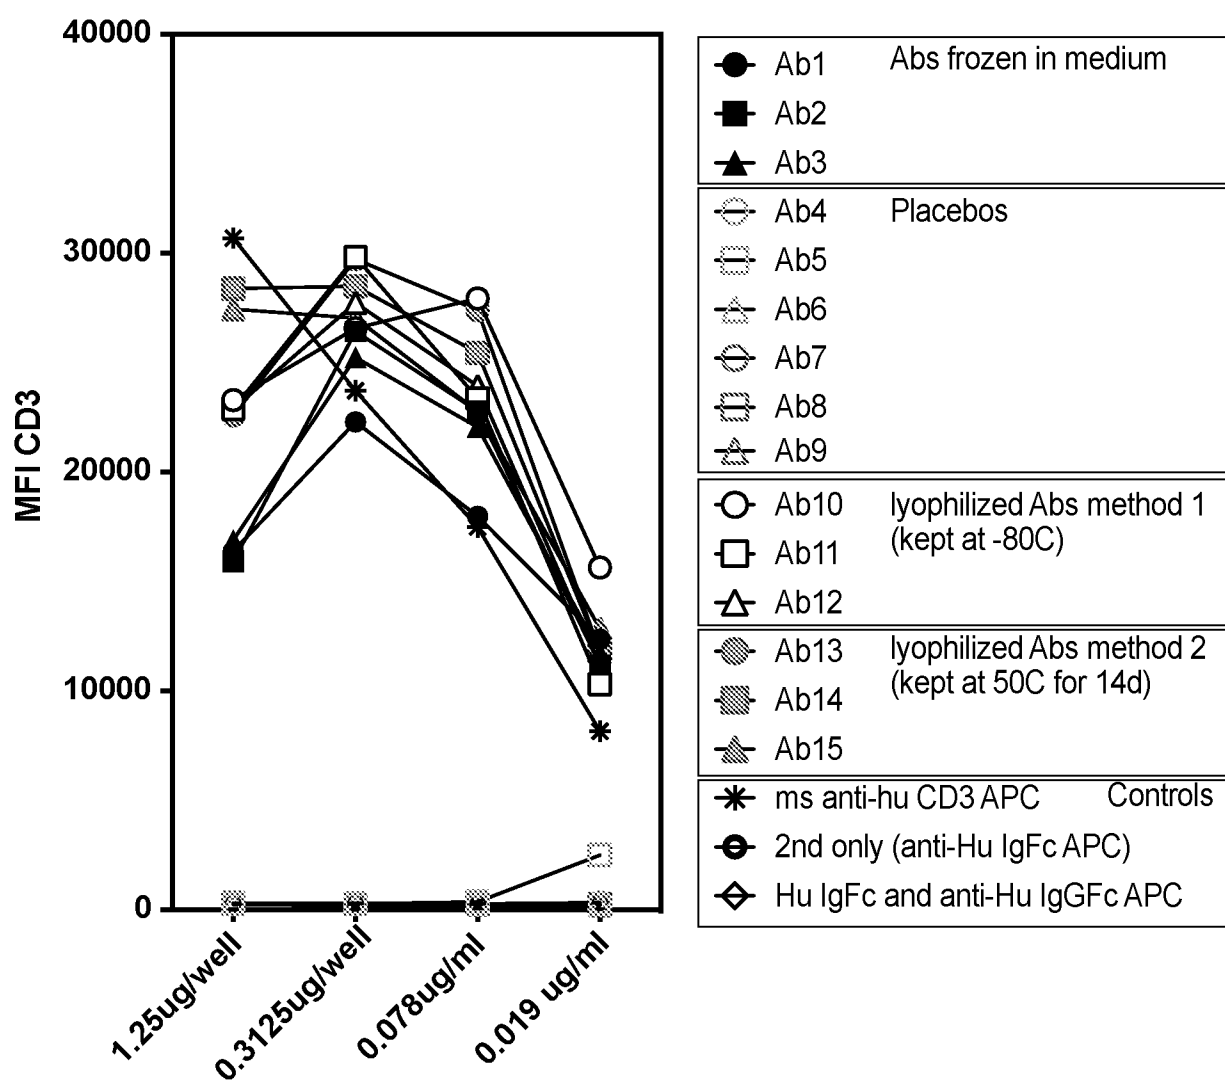 40000
30000
20000
10000
0
MFI CD3
1.25ug/well
0.3125ug/well
0.078ug/ml
0.019 ug/ml
Ab1 Abs frozen in medium
Ab2
Ab3
Ab4 Placebos
Ab5
Ab6
Ab7
Ab8
Ab9
Ab10 lyophilized Abs method 1
(kept at -80C)
Ab11
Ab12
Ab13 lyophilized Abs method 2
(kept at 50C for 14d)
Ab14
Ab15
ms anti-hu CD3 APC Controls
2nd only (anti-Hu IgFc APC)
Hu IgFc and anti-Hu IgGFc APC